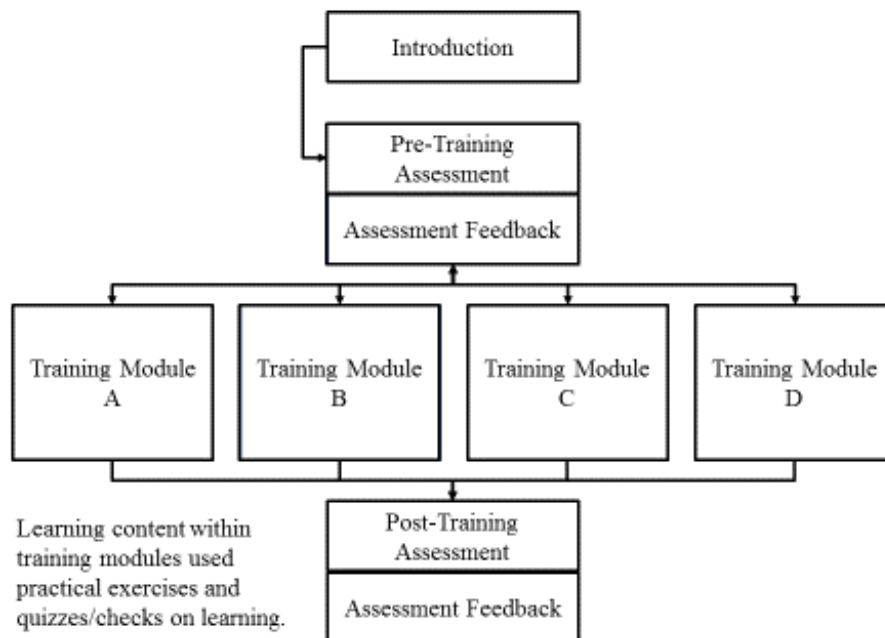 Introduction
Pre-Training
Assessment
Assessment Feedback
Training Module
A
Training Module
B
Training Module
C
Training Module
D
Learning content within
training modules used
practical exercises and
quizzes/checks on learning.
Post-Training
Assessment
Assessment Feedback